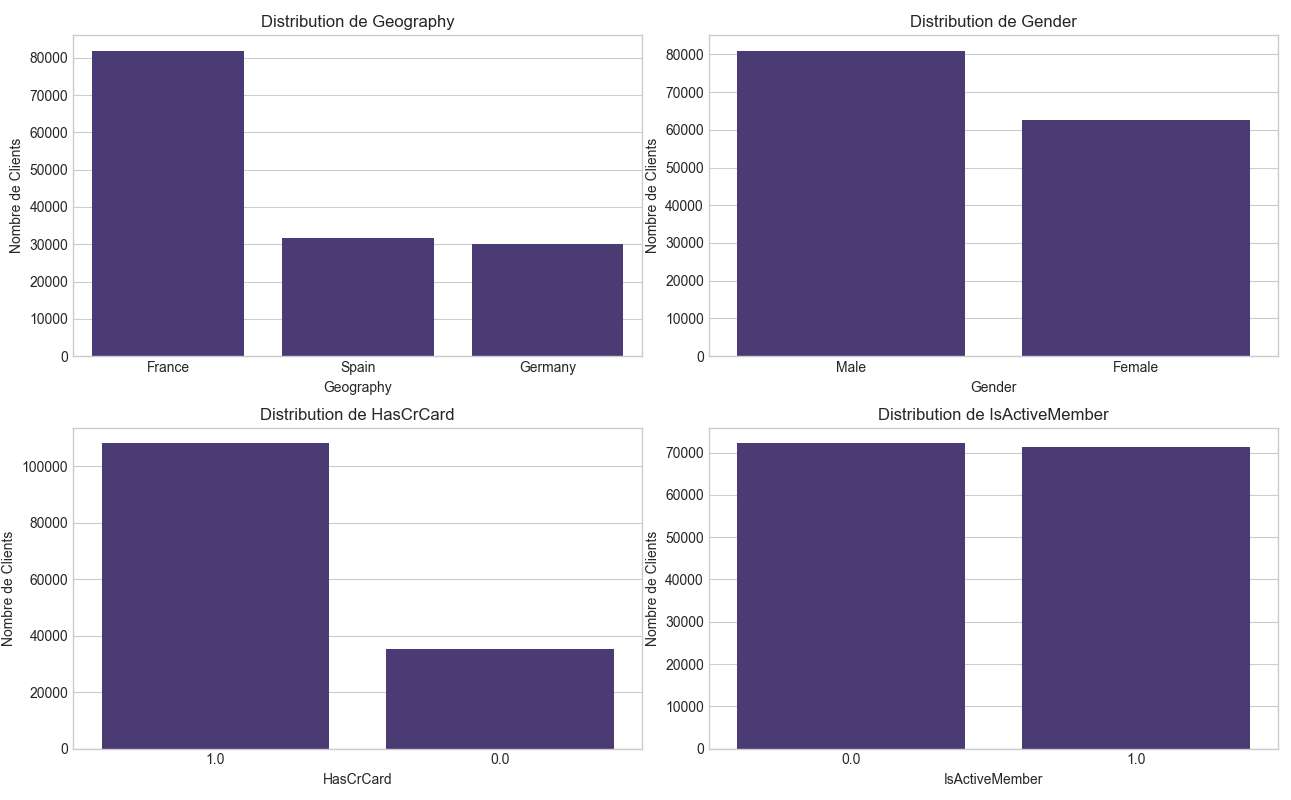 Distribution de Geography
Nombre de Clients
80000
70000
60000
50000
40000
30000
20000
10000
0
France Spain Germany
Geography
Distribution de Gender
Nombre de Clients
80000
70000
60000
50000
40000
30000
20000
10000
0
Male Female
Gender
Distribution de HasCrCard
Nombre de Clients
100000
80000
60000
40000
20000
0
1.0 0.0
HasCrCard
Distribution de IsActiveMember
Nombre de Clients
70000
60000
50000
40000
30000
20000
10000
0
0.0 1.0
IsActiveMember